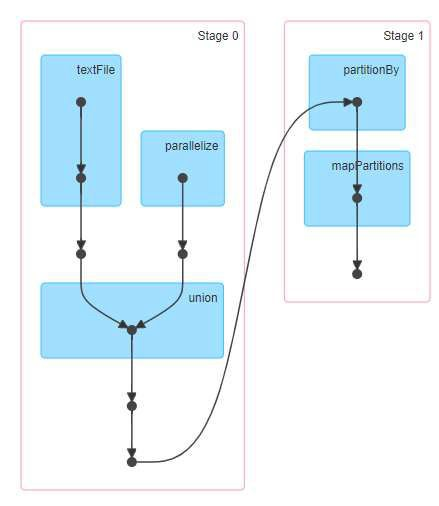 Stage 0
textFile
parallelize
union
Stage 1
partitionBy
mapPartitions